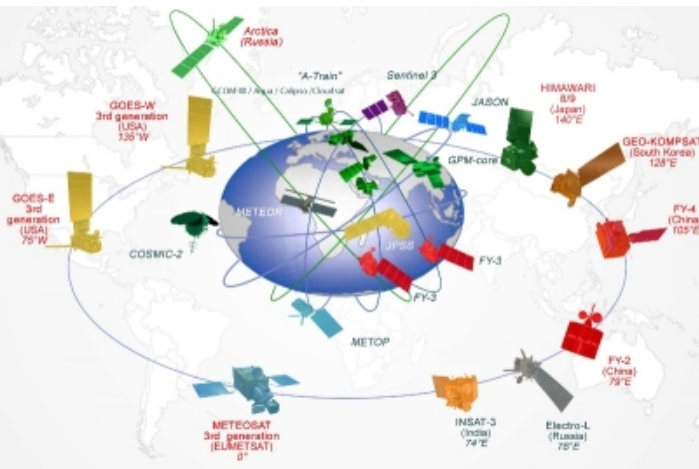 Arctica
(Russia)
"A-Train"
GCOM-W / Aqua / Calipso /Cloudsat
Sentinel 3
JASON
HIMAWARI
8/9
(Japan)
140°E
GOES-W
3rd generation
(USA)
135°W
GPM-core
GEO-KOMPSAT
(South Korea)
128°E
GOES-E
3rd
generation
(USA)
75°W
METEOR
FY-4
(China)
105°E
COSMIC-2
JPSS
FY-3
FY-3
METOP
FY-2
(China)
79°E
METEOSAT
3rd generation
(EUMETSAT)
0°
INSAT-3
(India)
74°E
Electro-L
(Russia)
76°E